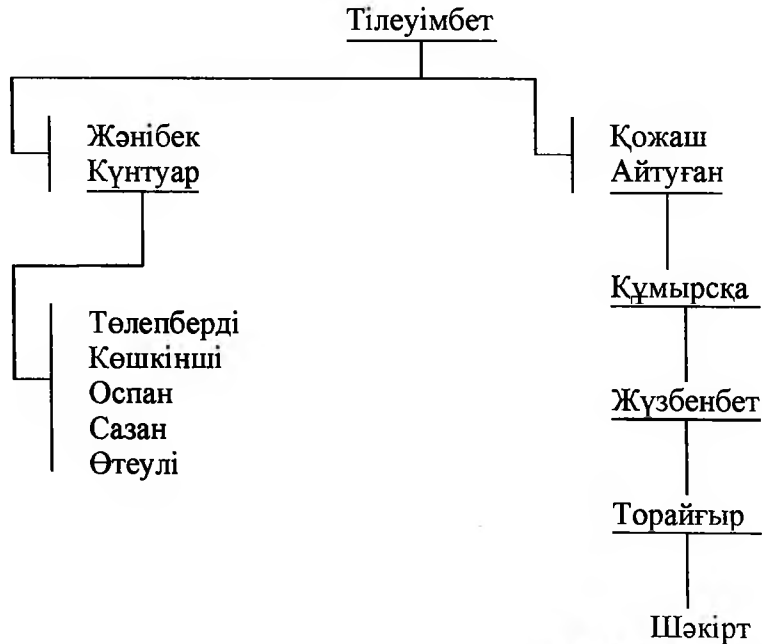 Тілеуімбет
Жәнібек
Күнтуар
Төлепберді
Көшкінші
Оспан
Сазан
Өтеулі
Қожаш
Айтуған
Құмырсқа
Жүзбенбет
Торайғыр
Шәкірт